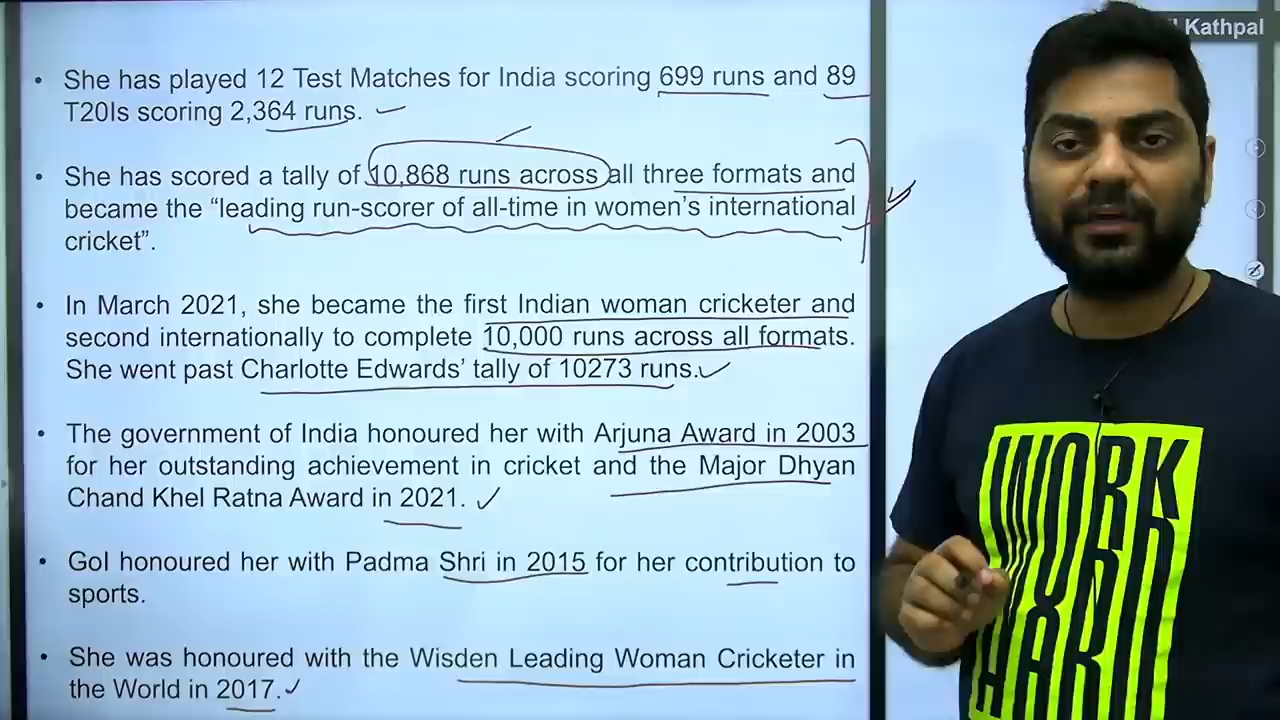 Kathpal
• She has played 12 Test Matches for India scoring 699 runs and 89
T20Is scoring 2,364 runs.
• She has scored a tally of 10,868 runs across all three formats and
became the “leading run-scorer of all-time in women’s international
cricket”.
• In March 2021, she became the first Indian woman cricketer and
second internationally to complete 10,000 runs across all formats.
She went past Charlotte Edwards’ tally of 10273 runs.
• The government of India honoured her with Arjuna Award in 2003
for her outstanding achievement in cricket and the Major Dhyan
Chand Khel Ratna Award in 2021.
• GoI honoured her with Padma Shri in 2015 for her contribution to
sports.
• She was honoured with the Wisden Leading Woman Cricketer in
the World in 2017.
WORK
HARD